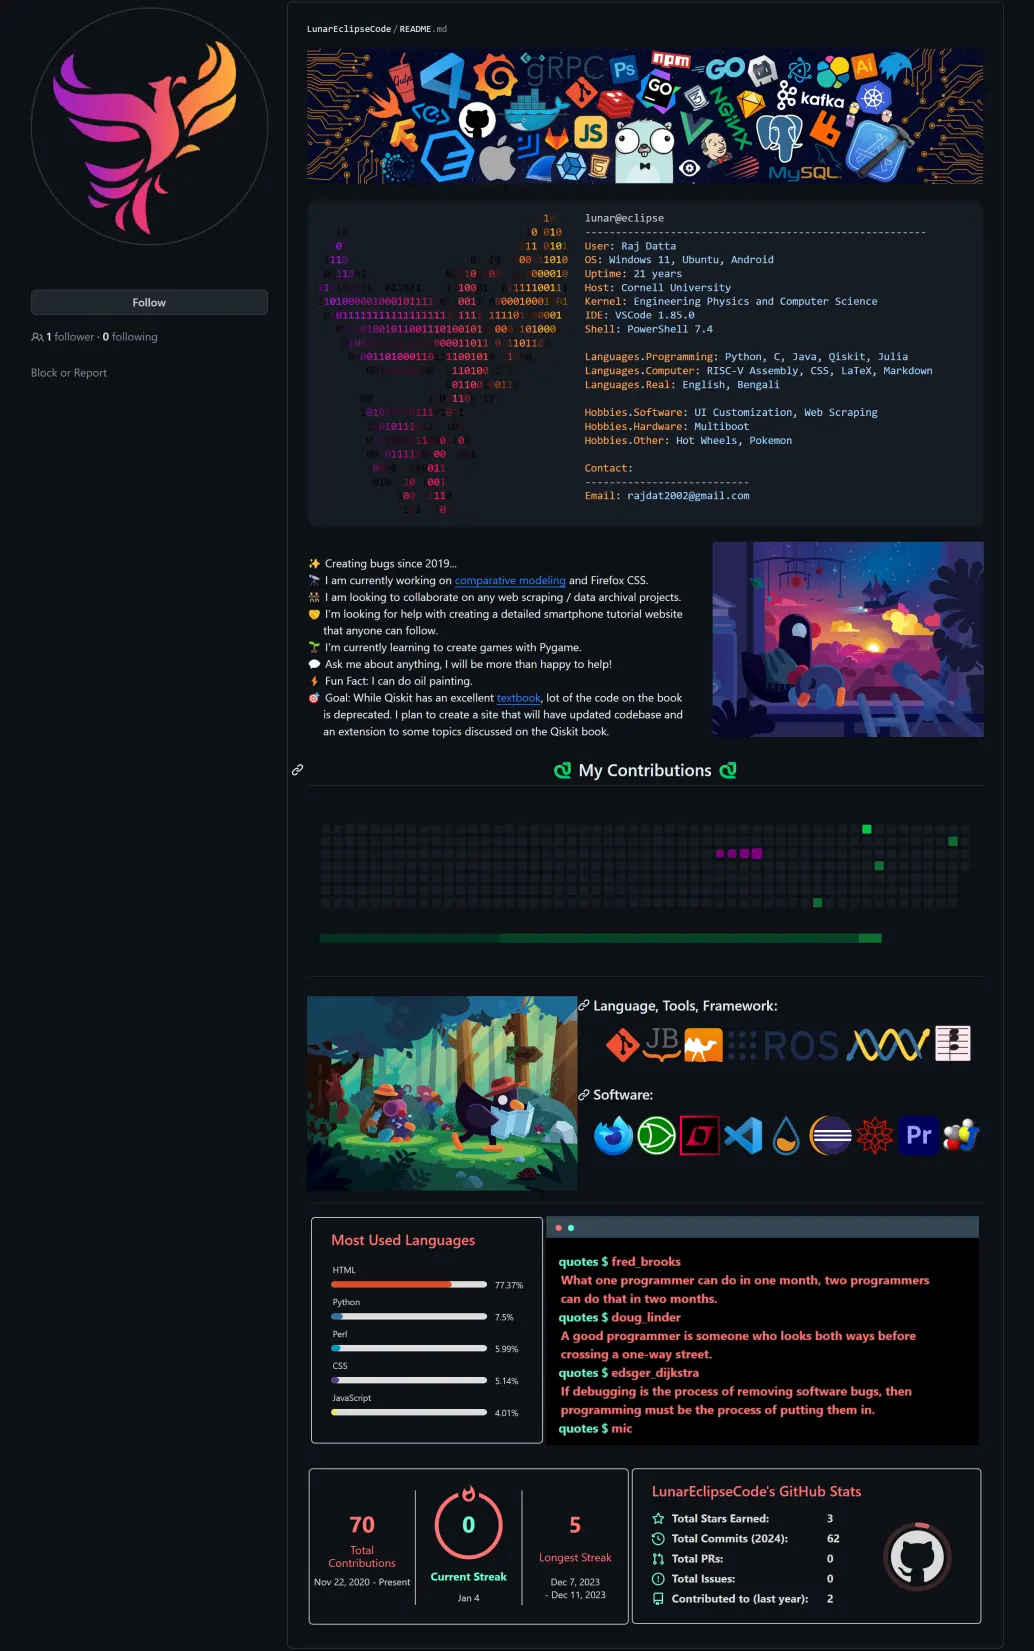 LunarEclipseCode / README.md
Gulp
gRPC
Ps
npm
GO
Ai
GO
JS
NGINX
kafka
MySQL
lunar@eclipse
User: Raj Datta
OS: Windows 11, Ubuntu, Android
Uptime: 21 years
Host: Cornell University
Kernel: Engineering Physics and Computer Science
IDE: VSCode 1.85.0
Shell: PowerShell 7.4
Languages.Programming: Python, C, Java, Qiskit, Julia
Languages.Computer: RISC-V Assembly, CSS, LaTeX, Markdown
Languages.Real: English, Bengali
Hobbies.Software: UI Customization, Web Scraping
Hobbies.Hardware: Multiboot
Hobbies.Other: Hot Wheels, Pokemon
Contact:
Email: rajdat2002@gmail.com
Follow
1 follower · 0 following
Block or Report
✨ Creating bugs since 2019...
🔭 I am currently working on comparative modeling and Firefox CSS.
👯 I am looking to collaborate on any web scraping / data archival projects.
🤝 I'm looking for help with creating a detailed smartphone tutorial website
that anyone can follow.
🌱 I'm currently learning to create games with Pygame.
💬 Ask me about anything, I will be more than happy to help!
⚡ Fun Fact: I can do oil painting.
🎯 Goal: While Qiskit has an excellent textbook, lot of the code on the book
is deprecated. I plan to create a site that will have updated codebase and
an extension to some topics discussed on the Qiskit book.
My Contributions
Language, Tools, Framework:
JB
ROS
Software:
Pr
Most Used Languages
HTML
77.37%
Python
7.5%
Perl
5.99%
CSS
5.14%
JavaScript
4.01%
quotes $ fred_brooks
What one programmer can do in one month, two programmers
can do that in two months.
quotes $ doug_linder
A good programmer is someone who looks both ways before
crossing a one-way street.
quotes $ edsger_dijkstra
If debugging is the process of removing software bugs, then
programming must be the process of putting them in.
quotes $ mic
70
Total
Contributions
Nov 22, 2020 - Present
0
Current Streak
Jan 4
5
Longest Streak
Dec 7, 2023
- Dec 11, 2023
LunarEclipseCode's GitHub Stats
Total Stars Earned: 3
Total Commits (2024): 62
Total PRs: 0
Total Issues: 0
Contributed to (last year): 2